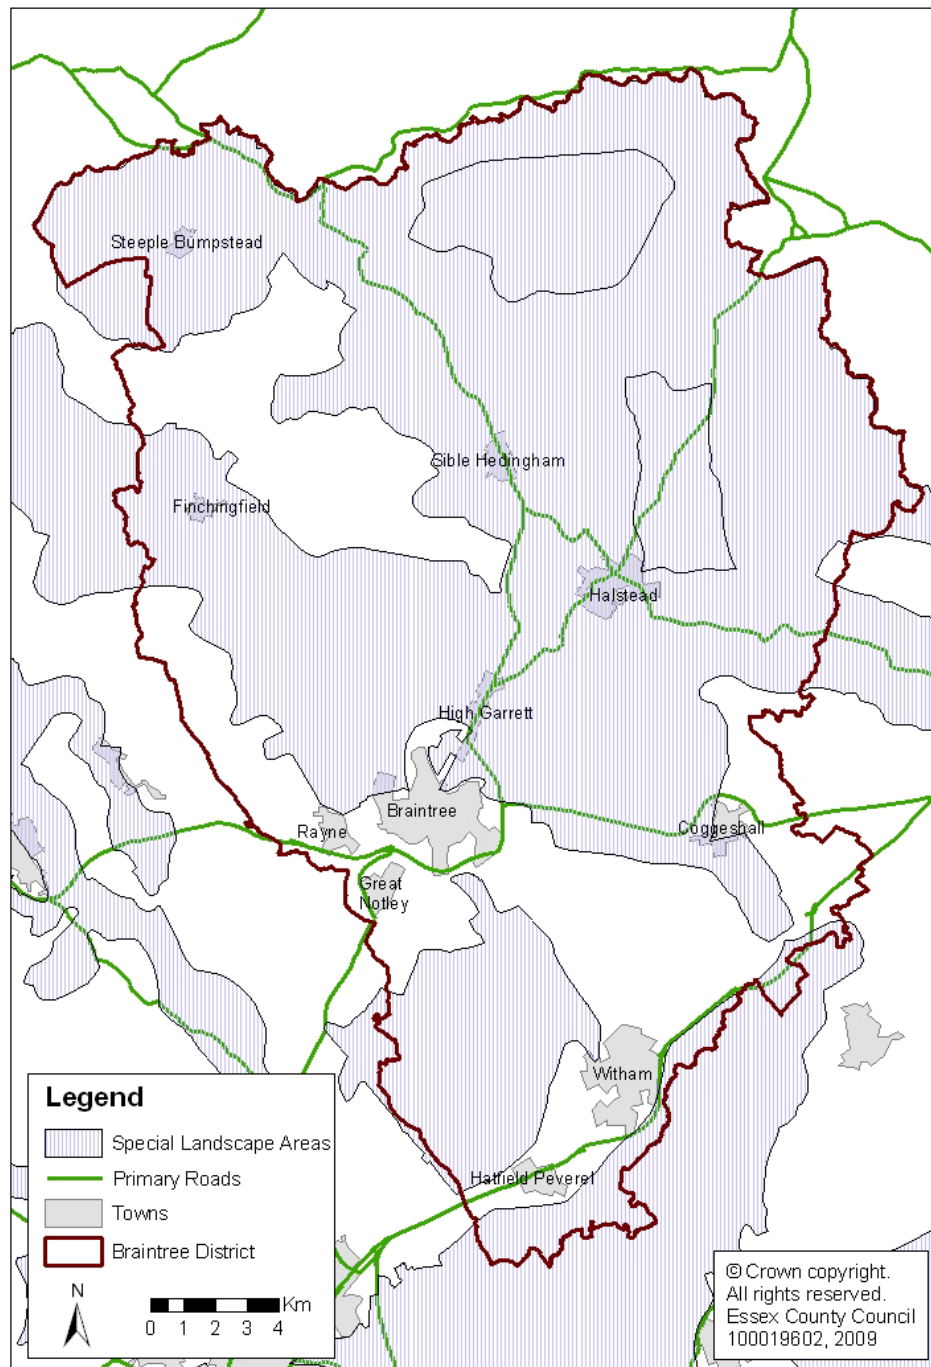 Steeple Bumpstead
Sible Hedingham
Finchingfield
Halstead
High Garrett
Braintree
Rayne
Coggeshall
Great
Notley
Witham
Hatfield Peverel
Legend
Special Landscape Areas
Primary Roads
Towns
Braintree District
N
Km
0 1 2 3 4
© Crown copyright.
All rights reserved.
Essex County Council
100019602, 2009